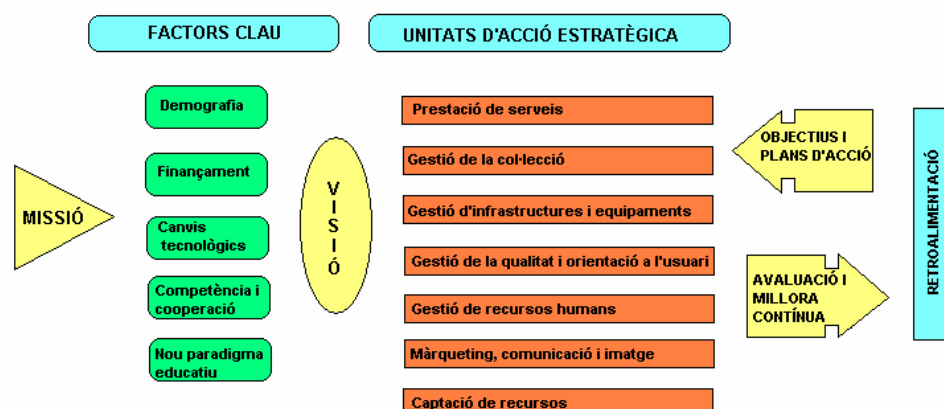 FACTORS CLAU
UNITATS D'ACCIÓ ESTRATÈGICA
MISSIÓ
Demografia
Finançament
Canvis
tecnològics
Competència i
cooperació
Nou paradigma
educatiu
V
I
S
I
Ó
Prestació de serveis
Gestió de la col·lecció
Gestió d'infrastructures i equipaments
Gestió de la qualitat i orientació a l'usuari
Gestió de recursos humans
Màrqueting, comunicació i imatge
Captació de recursos
OBJECTIUS I
PLANS D'ACCIÓ
AVALUACIÓ I
MILLORA
CONTÍNUA
RETROALIMENTACIÓ